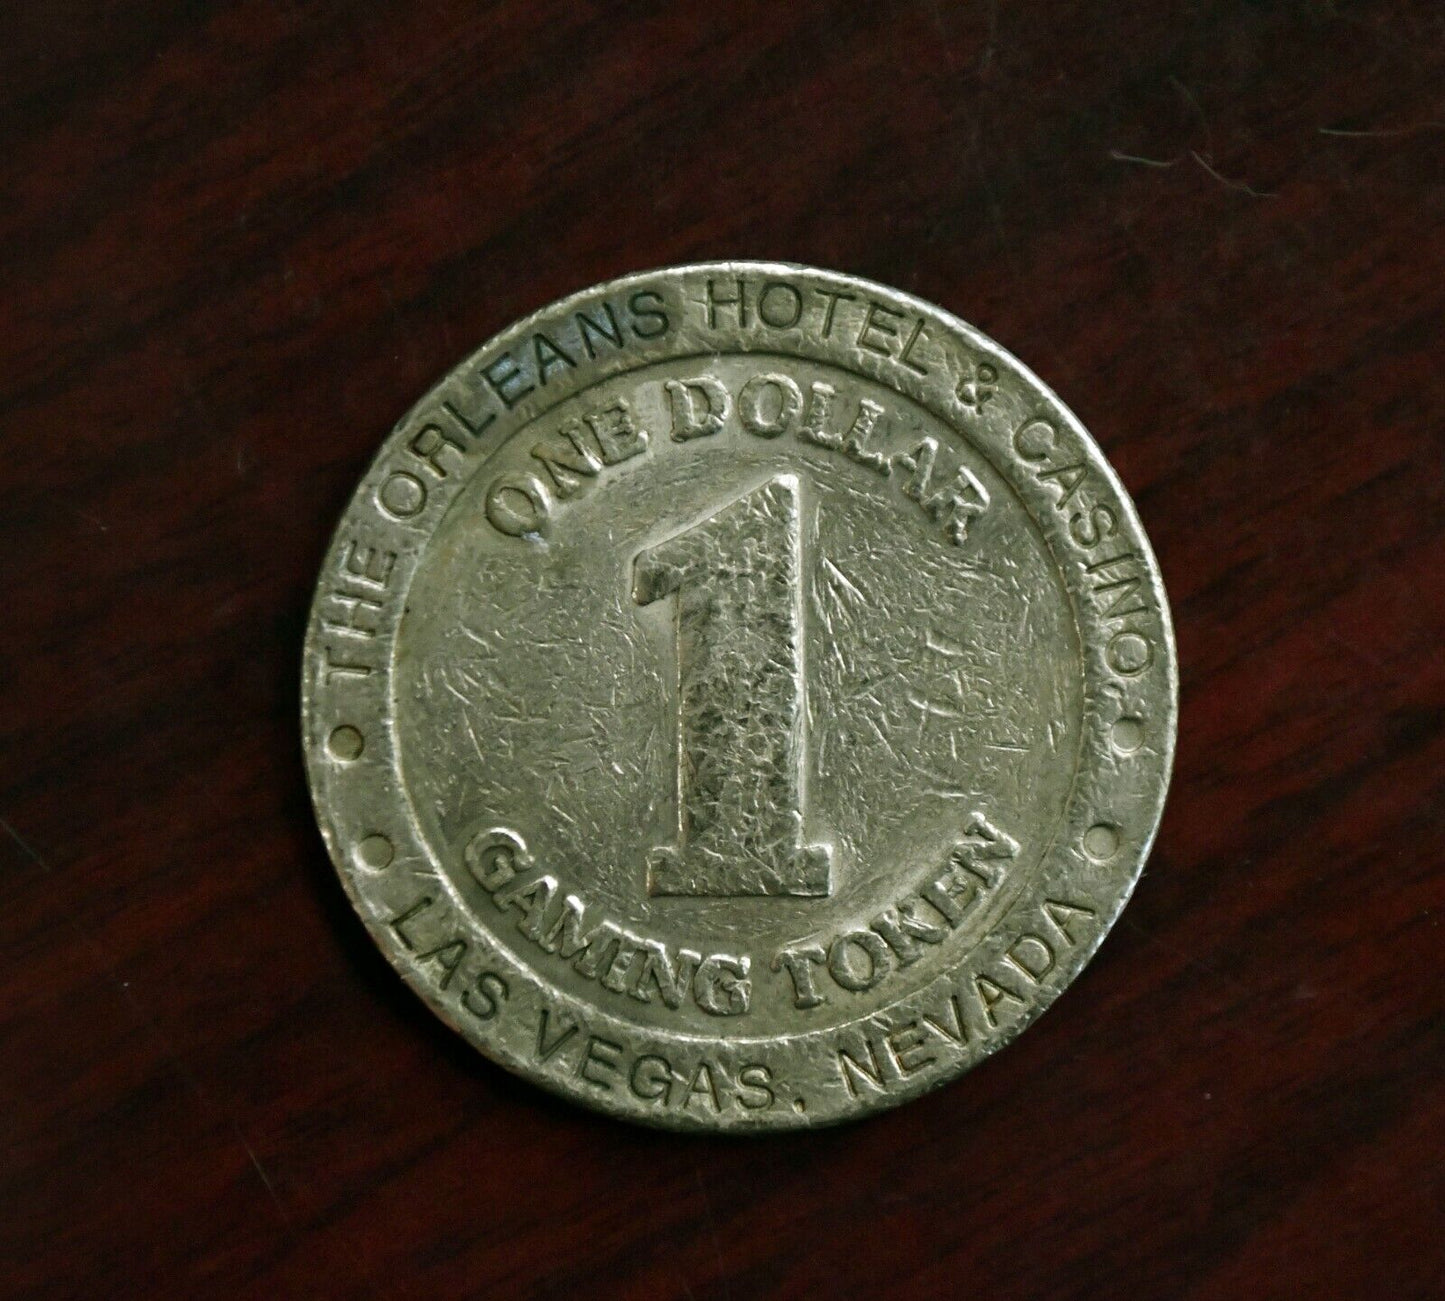 THE ORLEANS HOTEL & CASINO
ONE DOLLAR
1
GAMING TOKEN
LAS VEGAS, NEVADA